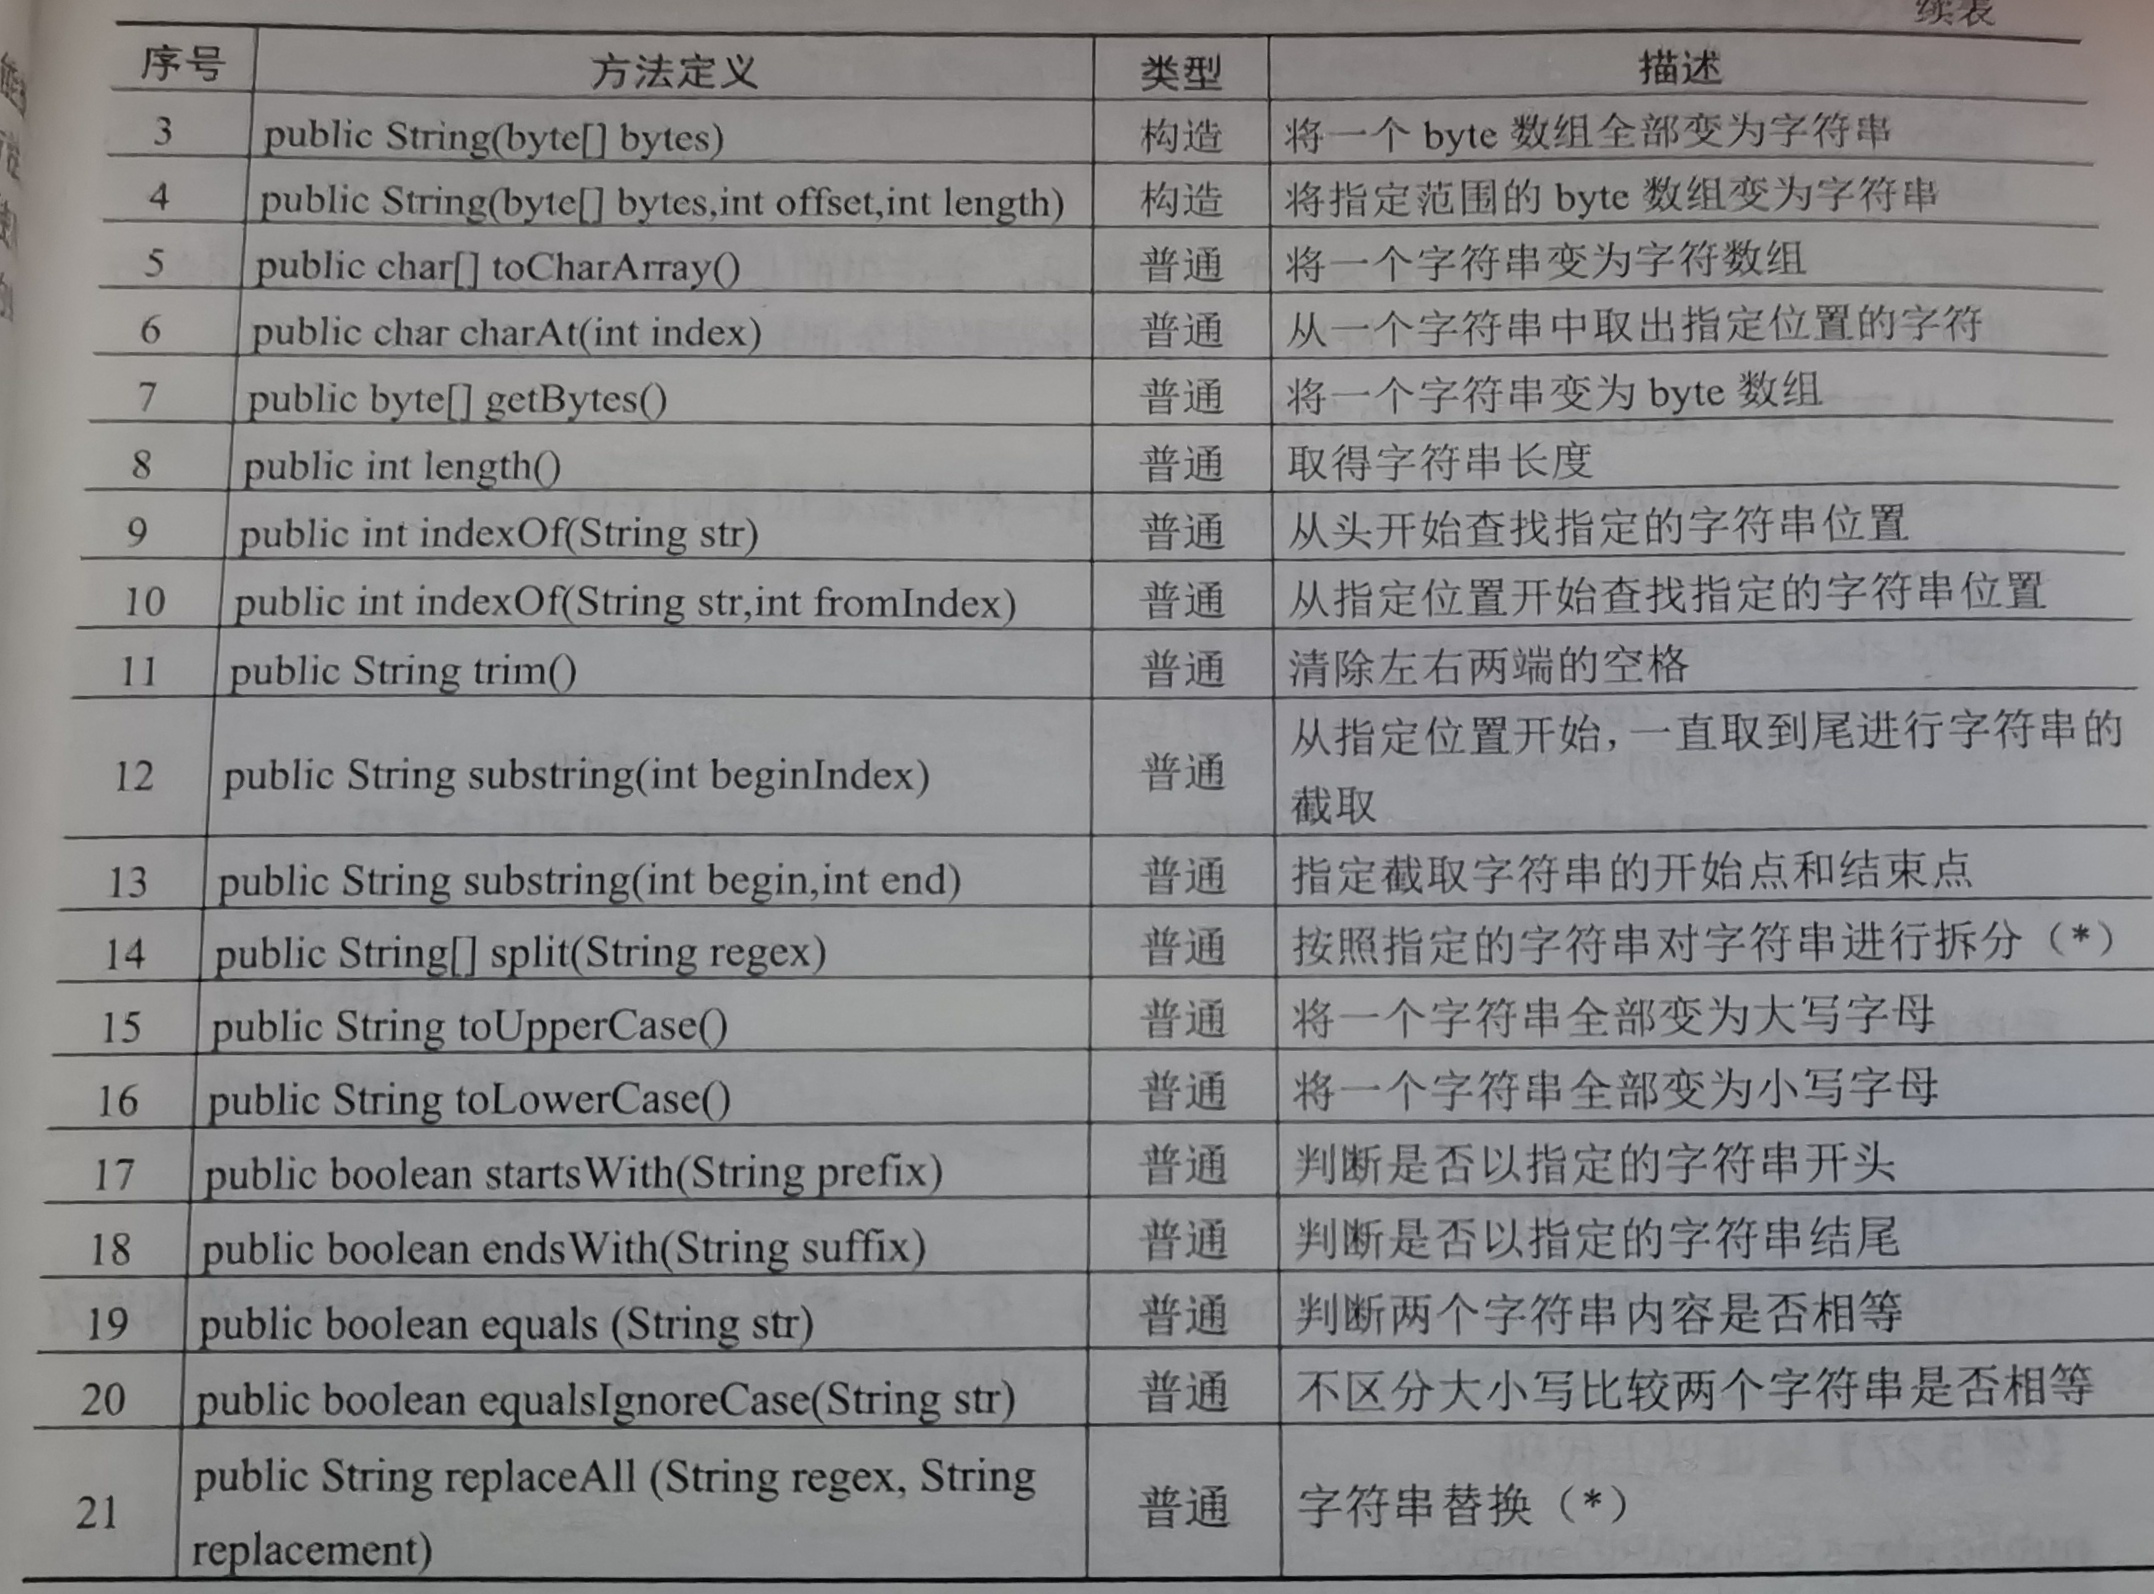 续表
序号 方法定义 类型 描述
3 public String(byte[] bytes) 构造 将一个 byte 数组全部变为字符串
4 public String(byte[] bytes,int offset,int length) 构造 将指定范围的 byte 数组变为字符串
5 public char[] toCharArray() 普通 将一个字符串变为字符数组
6 public char charAt(int index) 普通 从一个字符串中取出指定位置的字符
7 public byte[] getBytes() 普通 将一个字符串变为 byte 数组
8 public int length() 普通 取得字符串长度
9 public int indexOf(String str) 普通 从头开始查找指定的字符串位置
10 public int indexOf(String str,int fromIndex) 普通 从指定位置开始查找指定的字符串位置
11 public String trim() 普通 清除左右两端的空格
12 public String substring(int beginIndex) 普通 从指定位置开始,一直取到尾进行字符串的
截取
13 public String substring(int begin,int end) 普通 指定截取字符串的开始点和结束点
14 public String[] split(String regex) 普通 按照指定的字符串对字符串进行拆分（*）
15 public String toUpperCase() 普通 将一个字符串全部变为大写字母
16 public String toLowerCase() 普通 将一个字符串全部变为小写字母
17 public boolean startsWith(String prefix) 普通 判断是否以指定的字符串开头
18 public boolean endsWith(String suffix) 普通 判断是否以指定的字符串结尾
19 public boolean equals (String str) 普通 判断两个字符串内容是否相等
20 public boolean equalsIgnoreCase(String str) 普通 不区分大小写比较两个字符串是否相等
21 public String replaceAll (String regex, String
replacement) 普通 字符串替换（*）